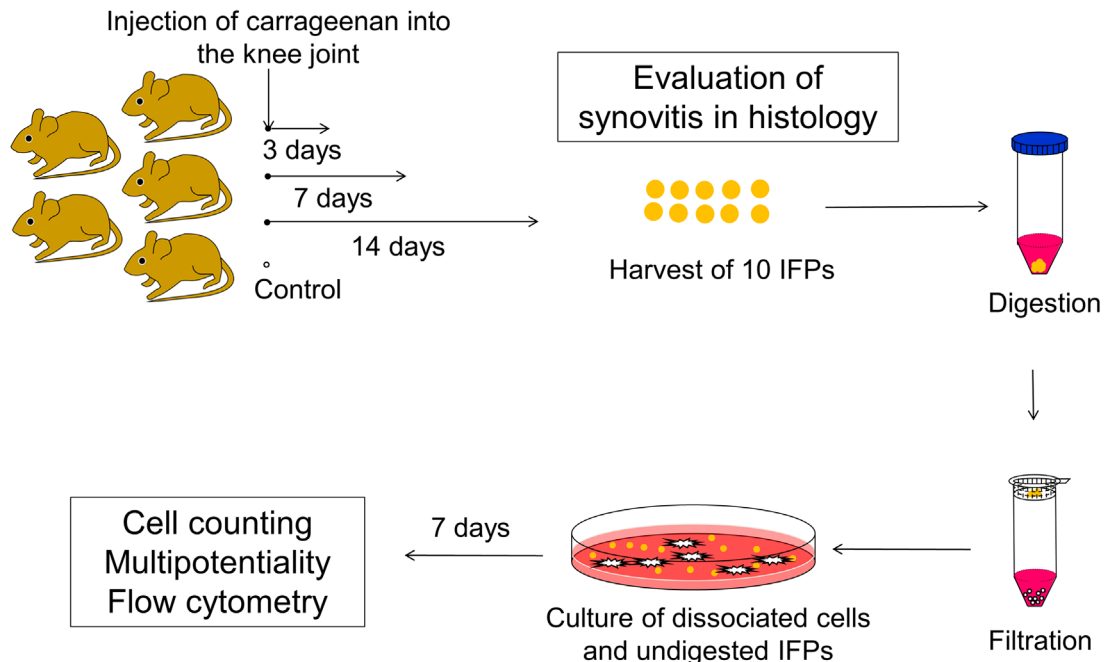 Injection of carrageenan into
the knee joint
3 days
7 days
14 days
Control
Evaluation of
synovitis in histology
Harvest of 10 IFPs
Digestion
Filtration
Culture of dissociated cells
and undigested IFPs
7 days
Cell counting
Multipotentiality
Flow cytometry